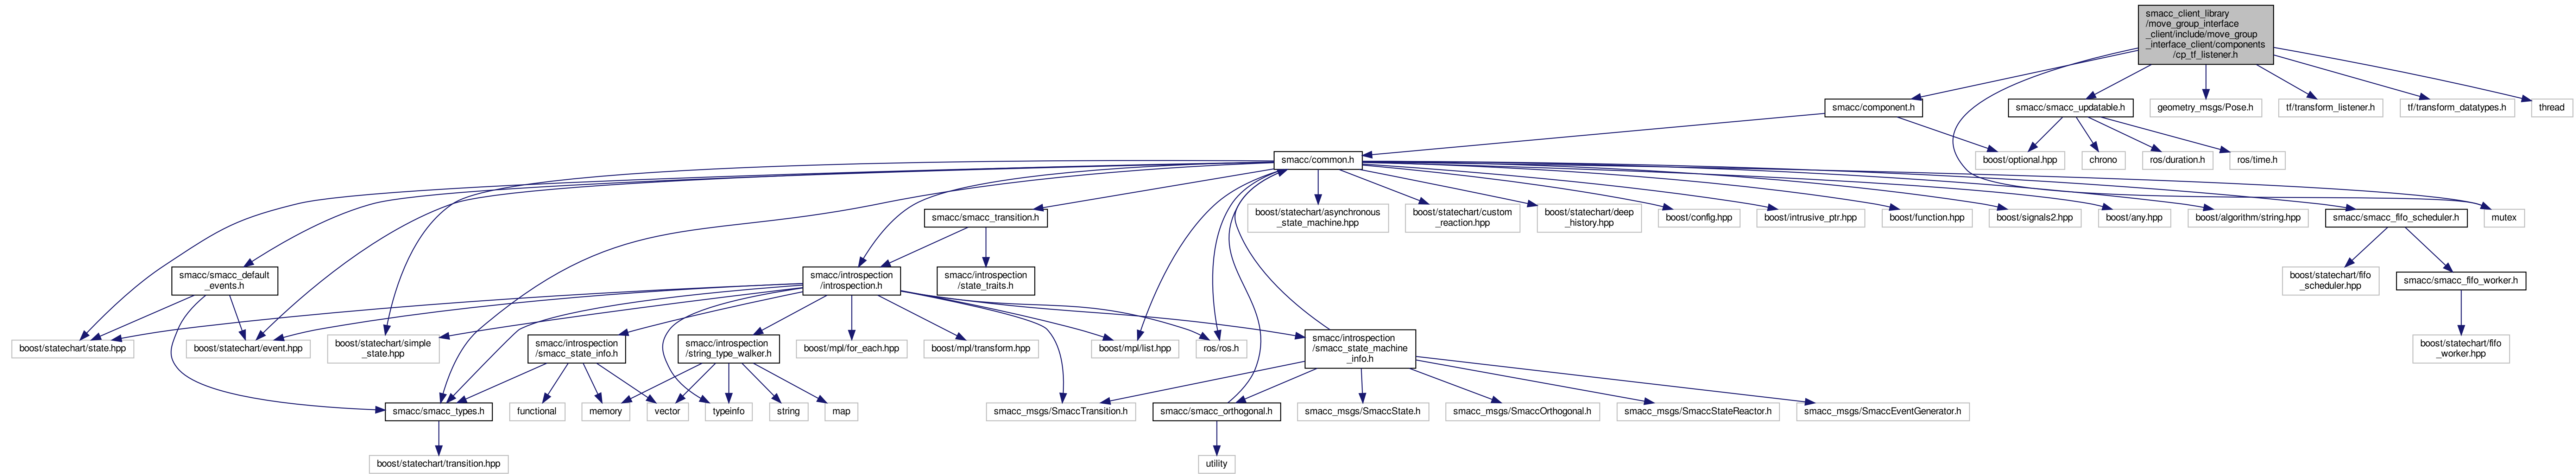 smacc_client_library
/move_group_interface
_client/include/move_group
_interface_client/components
/cp_tf_listener.h
smacc/component.h
smacc/smacc_updatable.h
geometry_msgs/Pose.h
tf/transform_listener.h
tf/transform_datatypes.h
thread
smacc/common.h
boost/optional.hpp
chrono
ros/duration.h
ros/time.h
smacc/smacc_transition.h
boost/statechart/asynchronous
_state_machine.hpp
boost/statechart/custom
_reaction.hpp
boost/statechart/deep
_history.hpp
boost/config.hpp
boost/intrusive_ptr.hpp
boost/function.hpp
boost/signals2.hpp
boost/any.hpp
boost/algorithm/string.hpp
smacc/smacc_fifo_scheduler.h
mutex
smacc/smacc_default
_events.h
smacc/introspection
/introspection.h
smacc/introspection
/state_traits.h
boost/statechart/fifo
_scheduler.hpp
smacc/smacc_fifo_worker.h
boost/statechart/state.hpp
boost/statechart/event.hpp
boost/statechart/simple
_state.hpp
smacc/introspection
/smacc_state_info.h
smacc/introspection
/string_type_walker.h
boost/mpl/for_each.hpp
boost/mpl/transform.hpp
boost/mpl/list.hpp
ros/ros.h
smacc/introspection
/smacc_state_machine
_info.h
boost/statechart/fifo
_worker.hpp
smacc/smacc_types.h
functional
memory
vector
typeinfo
string
map
smacc_msgs/SmaccTransition.h
smacc/smacc_orthogonal.h
smacc_msgs/SmaccState.h
smacc_msgs/SmaccOrthogonal.h
smacc_msgs/SmaccStateReactor.h
smacc_msgs/SmaccEventGenerator.h
boost/statechart/transition.hpp
utility